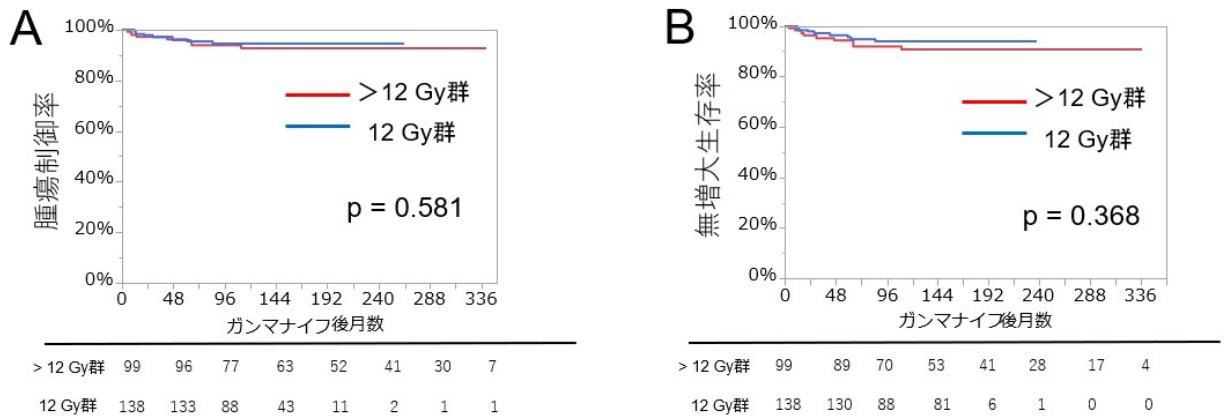 A
腫瘍制御率
100%
80%
60%
40%
20%
0%
>12 Gy群
12 Gy群
p = 0.581
0 48 96 144 192 240 288 336
ガンマナイフ後月数
> 12 Gy群 99 96 77 63 52 41 30 7
12 Gy群 138 133 88 43 11 2 1 1
B
無増大生存率
100%
80%
60%
40%
20%
0%
>12 Gy群
12 Gy群
p = 0.368
0 48 96 144 192 240 288 336
ガンマナイフ後月数
> 12 Gy群 99 89 70 53 41 28 17 4
12 Gy群 138 130 88 81 6 1 0 0